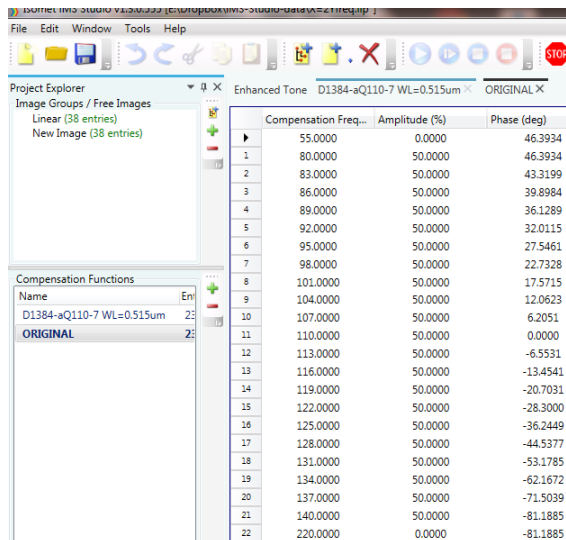 Isomet iMS Studio v1.3.0.555 [E:\Dropbox\iMS-Studio-data\X=2Yfreq.iip ]
File Edit Window Tools Help
STOP
Project Explorer
Image Groups / Free Images
Linear (38 entries)
New Image (38 entries)
Compensation Functions
Name Ent
D1384-aQ110-7 WL=0.515um 23
ORIGINAL 23
Enhanced Tone D1384-aQ110-7 WL=0.515um ORIGINAL
Compensation Freq... Amplitude (%) Phase (deg)
55.0000 0.0000 46.3934
1 80.0000 50.0000 46.3934
2 83.0000 50.0000 43.3199
3 86.0000 50.0000 39.8984
4 89.0000 50.0000 36.1289
5 92.0000 50.0000 32.0115
6 95.0000 50.0000 27.5461
7 98.0000 50.0000 22.7328
8 101.0000 50.0000 17.5715
9 104.0000 50.0000 12.0623
10 107.0000 50.0000 6.2051
11 110.0000 50.0000 0.0000
12 113.0000 50.0000 -6.5531
13 116.0000 50.0000 -13.4541
14 119.0000 50.0000 -20.7031
15 122.0000 50.0000 -28.3000
16 125.0000 50.0000 -36.2449
17 128.0000 50.0000 -44.5377
18 131.0000 50.0000 -53.1785
19 134.0000 50.0000 -62.1672
20 137.0000 50.0000 -71.5039
21 140.0000 50.0000 -81.1885
22 220.0000 0.0000 -81.1885